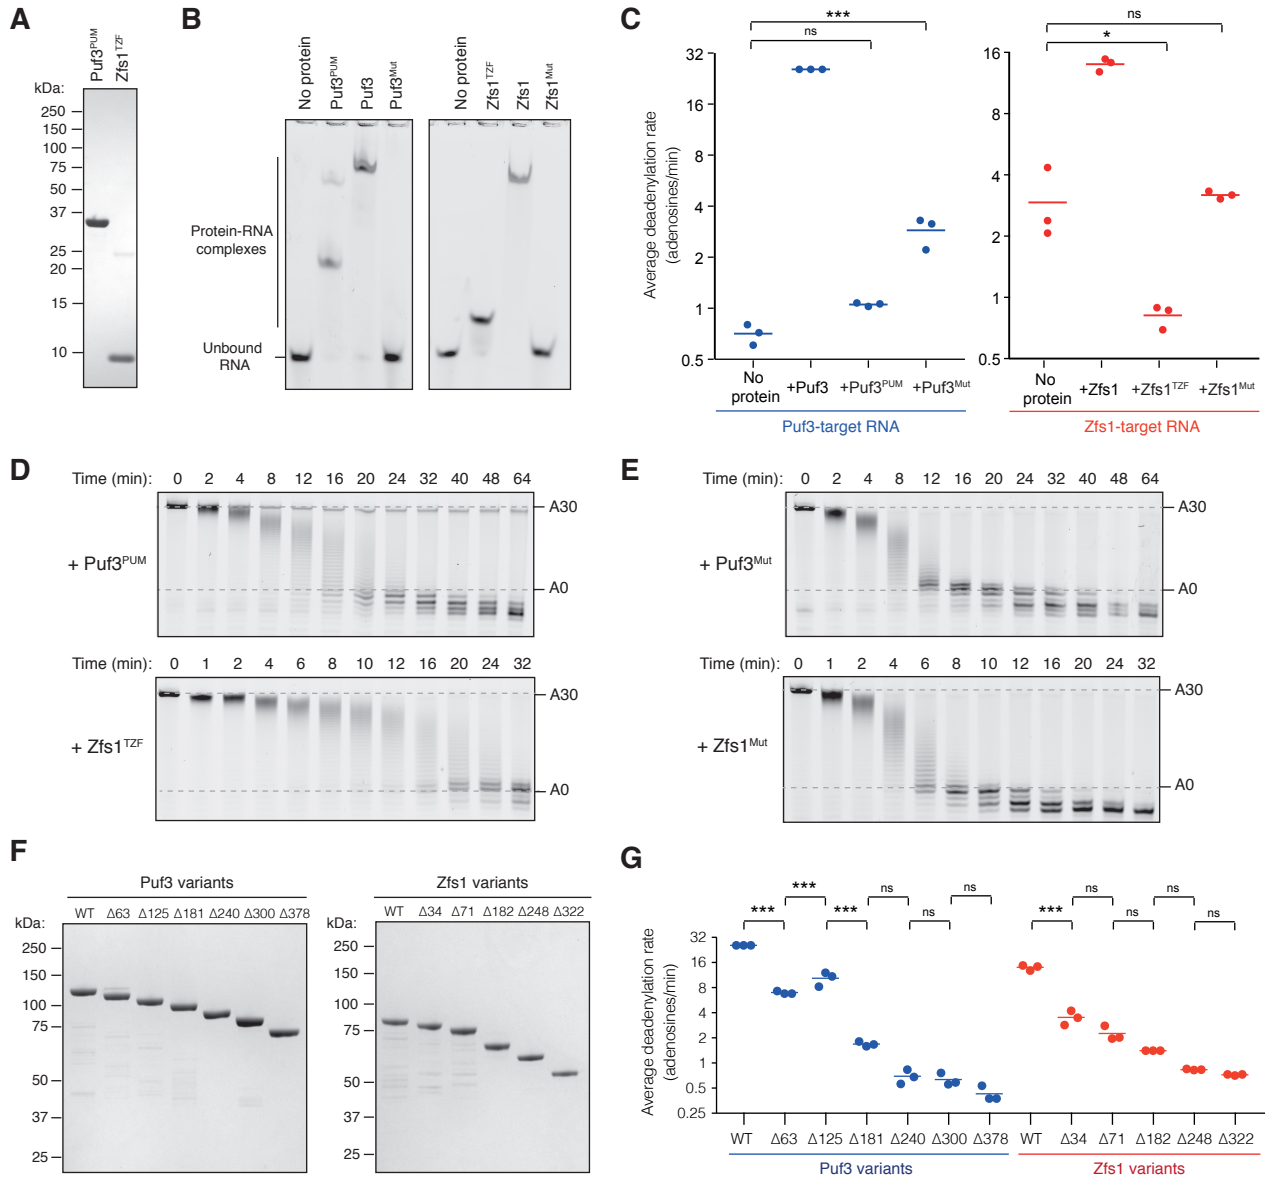 A
Puf3PUM
Zfs1TZF
kDa:
250
150
100
75
50
37
25
20
15
10
B
No protein
Puf3PUM
Puf3
Puf3Mut
No protein
Zfs1TZF
Zfs1
Zfs1Mut
Protein-RNA
complexes
Unbound
RNA
C
Average deadenylation rate
(adenosines/min)
***
ns
32
16
8
4
2
1
0.5
No
protein
+Puf3
+Puf3PUM
+Puf3Mut
Puf3-target RNA
ns
*
16
8
4
2
1
0.5
No
protein
+Zfs1
+Zfs1TZF
+Zfs1Mut
Zfs1-target RNA
D
Time (min): 0 2 4 8 12 16 20 24 32 40 48 64
A30
+ Puf3PUM
A0
Time (min): 0 1 2 4 6 8 10 12 16 20 24 32
A30
+ Zfs1TZF
A0
E
Time (min): 0 2 4 8 12 16 20 24 32 40 48 64
A30
+ Puf3Mut
A0
Time (min): 0 1 2 4 6 8 10 12 16 20 24 32
A30
+ Zfs1Mut
A0
F
Puf3 variants
WT Δ63 Δ125 Δ181 Δ240 Δ300 Δ378
kDa:
250
150
100
75
50
37
25
Zfs1 variants
WT Δ34 Δ71 Δ182 Δ248 Δ322
kDa:
250
150
100
75
50
37
25
G
Average deadenylation rate
(adenosines/min)
*** *** *** ns ns ns
*** ns ns ns ns
32
16
8
4
2
1
0.5
0.25
WT Δ63 Δ125 Δ181 Δ240 Δ300 Δ378
Puf3 variants
WT Δ34 Δ71 Δ182 Δ248 Δ322
Zfs1 variants